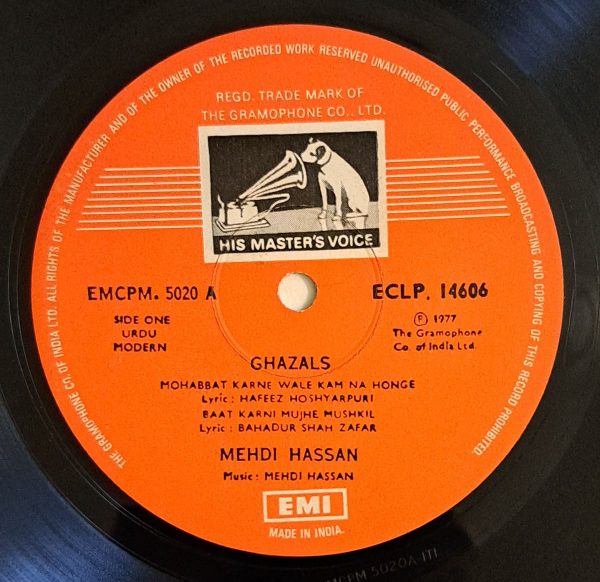 THE GRAMOPHONE CO. OF INDIA LTD. ALL RIGHTS OF THE MANUFACTURER AND OF THE OWNER OF THE RECORDED WORK RESERVED UNAUTHORISED PUBLIC PERFORMANCE BROADCASTING AND COPYING OF THIS RECORD PROHIBITED.
REGD. TRADE MARK OF
THE GRAMOPHONE CO., LTD.
HIS MASTER'S VOICE
EMCPM. 5020 A
ECLP. 14606
SIDE ONE
URDU
MODERN
Ⓟ 1977
The Gramophone
Co. of India Ltd.
GHAZALS
MOHABBAT KARNE WALE KAM NA HONGE
Lyric : HAFEEZ HOSHYARPURI
BAAT KARNI MUJHE MUSHKIL
Lyric : BAHADUR SHAH ZAFAR
MEHDI HASSAN
Music : MEHDI HASSAN
EMI
MADE IN INDIA.
EMCPM 5020A-1T1